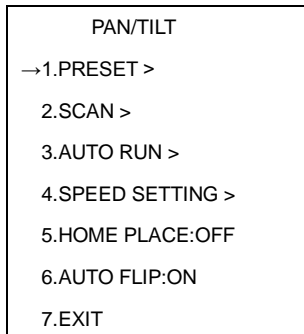 PAN/TILT
→1.PRESET >
2.SCAN >
3.AUTO RUN >
4.SPEED SETTING >
5.HOME PLACE:OFF
6.AUTO FLIP:ON
7.EXIT